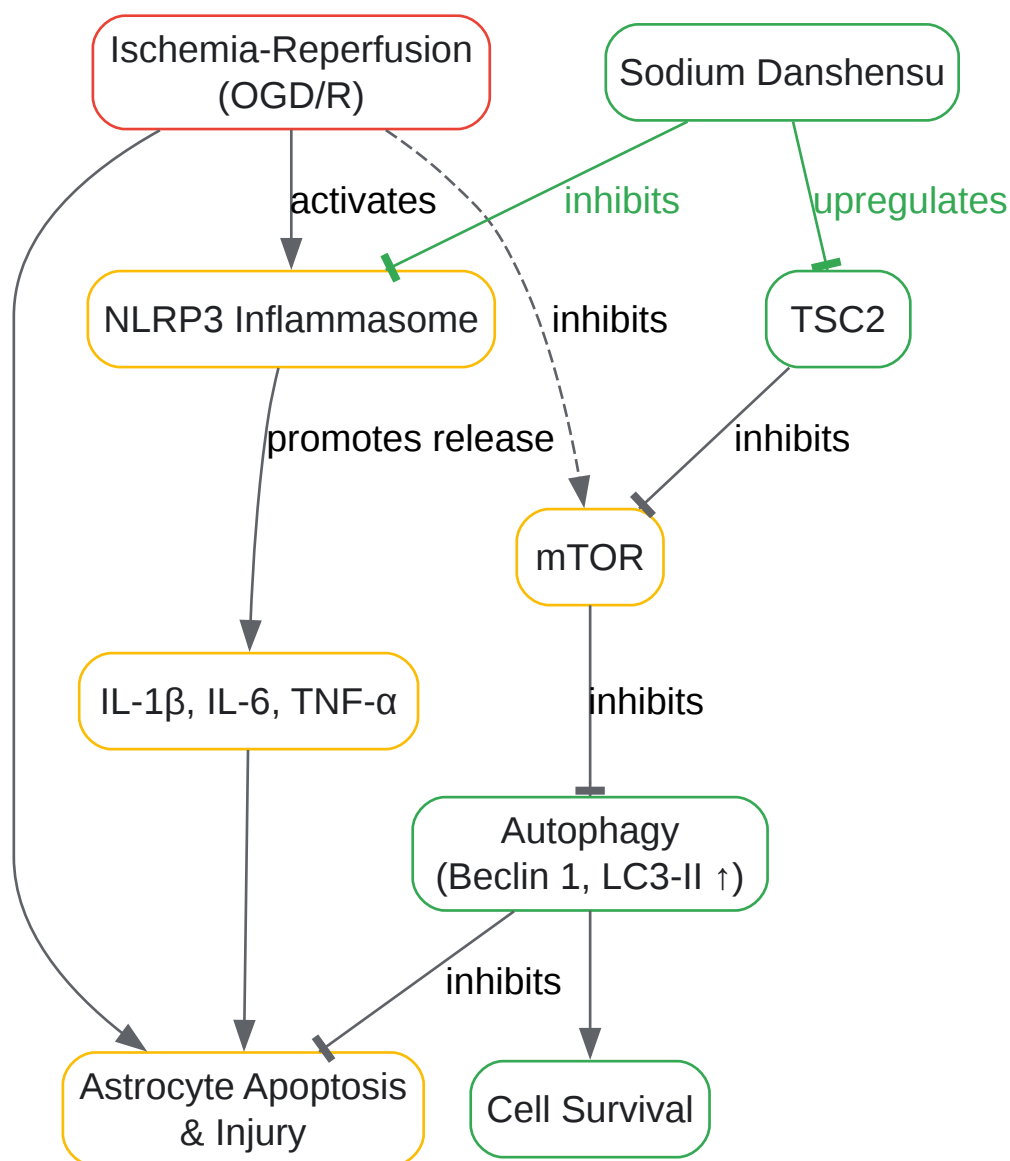 Ischemia-Reperfusion
(OGD/R)
Sodium Danshensu
activates
inhibits
upregulates
NLRP3 Inflammasome
inhibits
TSC2
promotes release
inhibits
mTOR
IL-1β, IL-6, TNF-α
inhibits
Autophagy
(Beclin 1, LC3-II ↑)
inhibits
Astrocyte Apoptosis
& Injury
Cell Survival